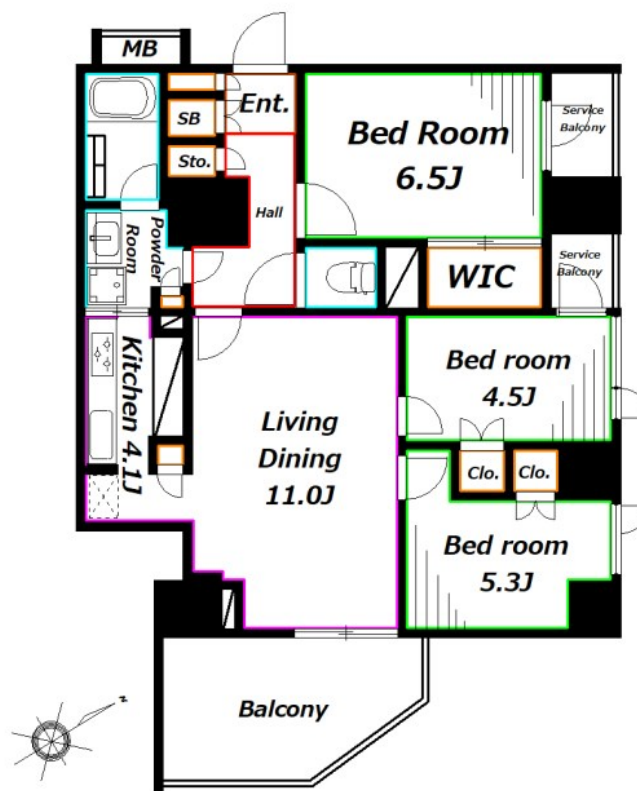 MB
Ent.
SB
Sto.
Hall
Bed Room
6.5J
Service
Balcony
Powder
Room
WIC
Service
Balcony
Kitchen 4.1J
Living
Dining
11.0J
Bed room
4.5J
Clo.
Clo.
Bed room
5.3J
Balcony
N